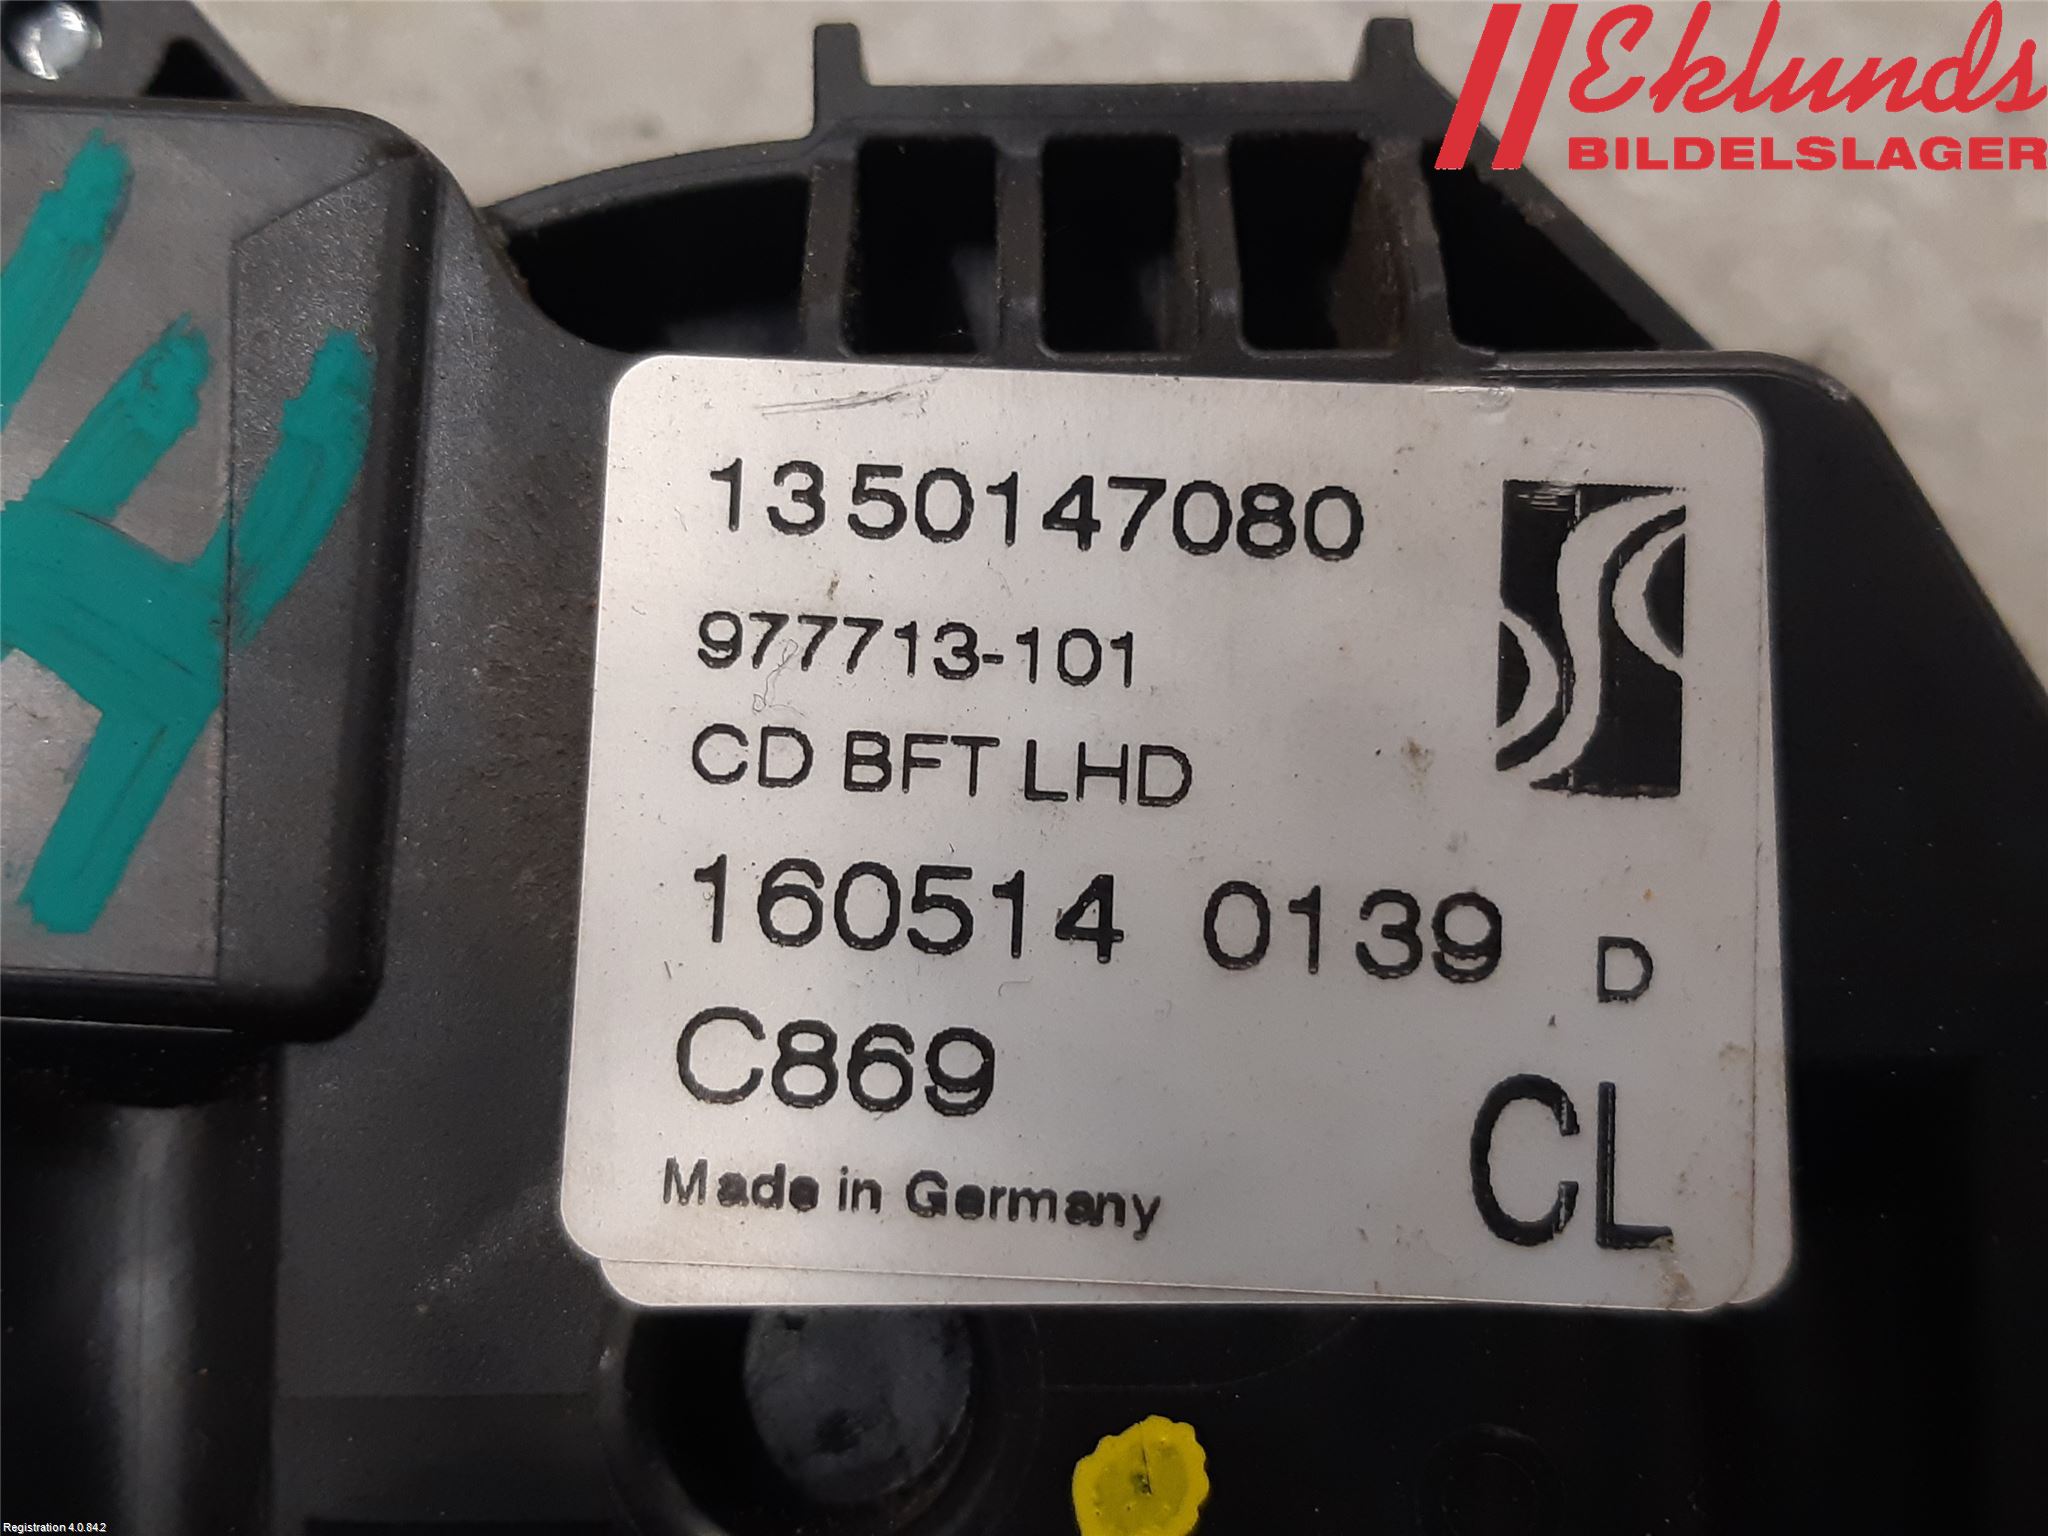 Eklunds
BILDELSLAGER
1350147080
977713-101
CD BFT LHD
160514 0139 D
C869
CL
Made in Germany
Registration 4.0.84.2